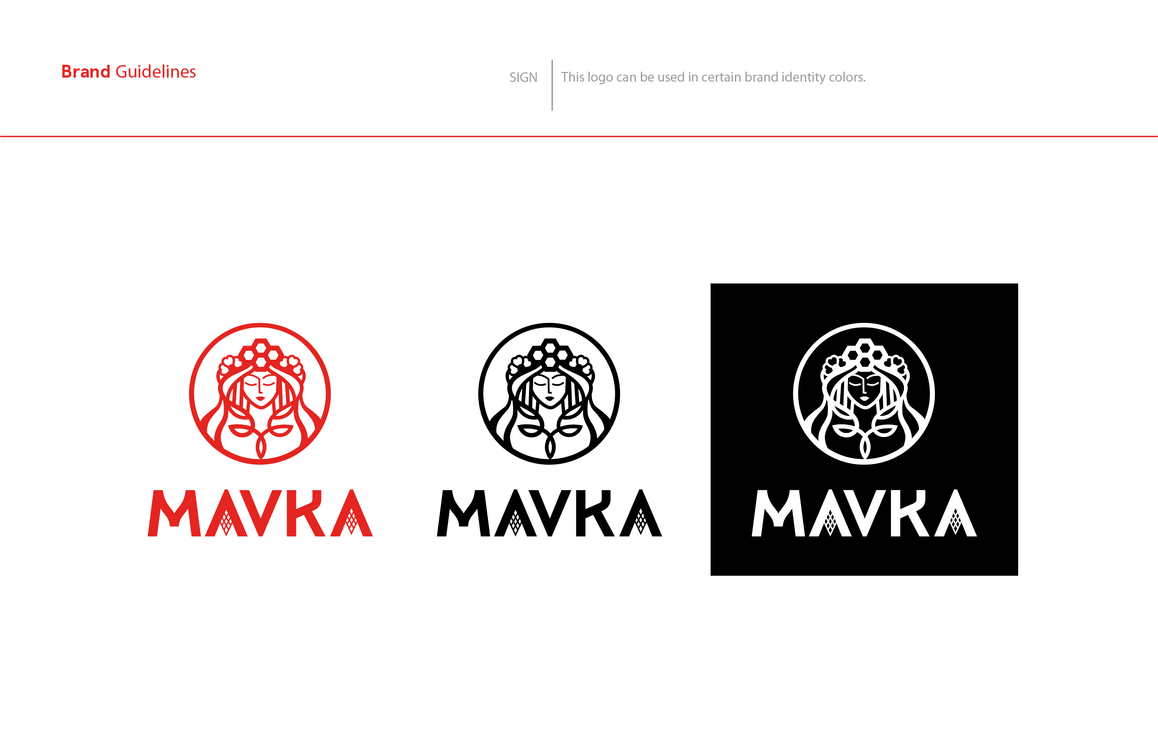 Brand Guidelines
SIGN
This logo can be used in certain brand identity colors.
MAVKA
MAVKA
MAVKA